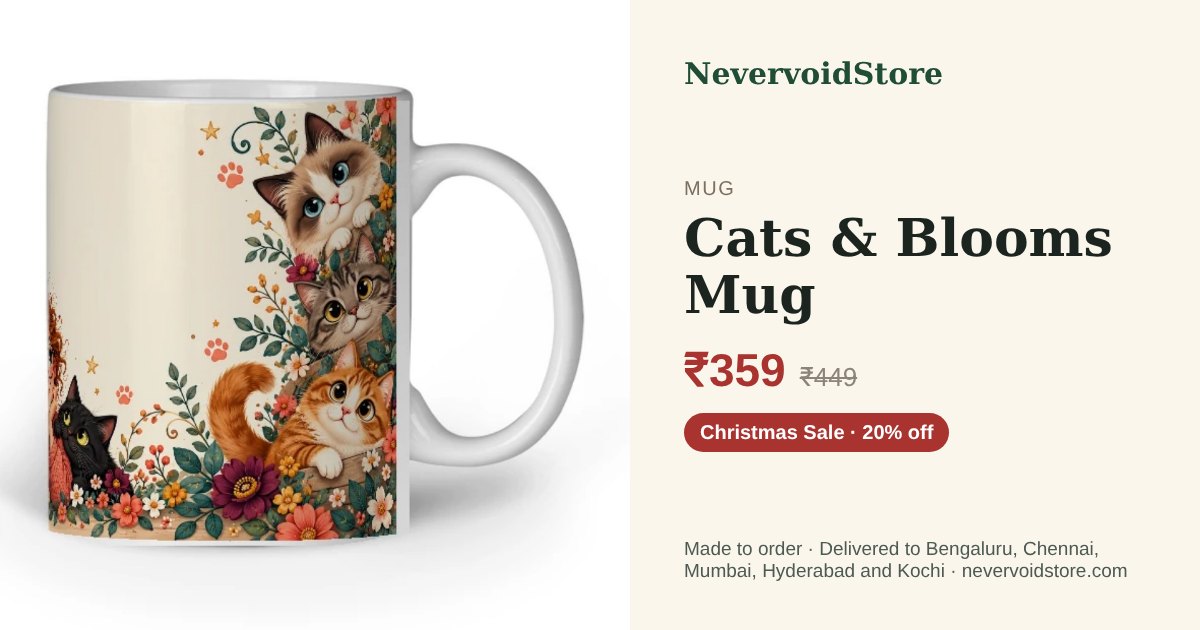 NevervoidStore
MUG
Cats & Blooms
Mug
₹359 ₹449
Christmas Sale · 20% off
Made to order · Delivered to Bengaluru, Chennai,
Mumbai, Hyderabad and Kochi · nevervoidstore.com